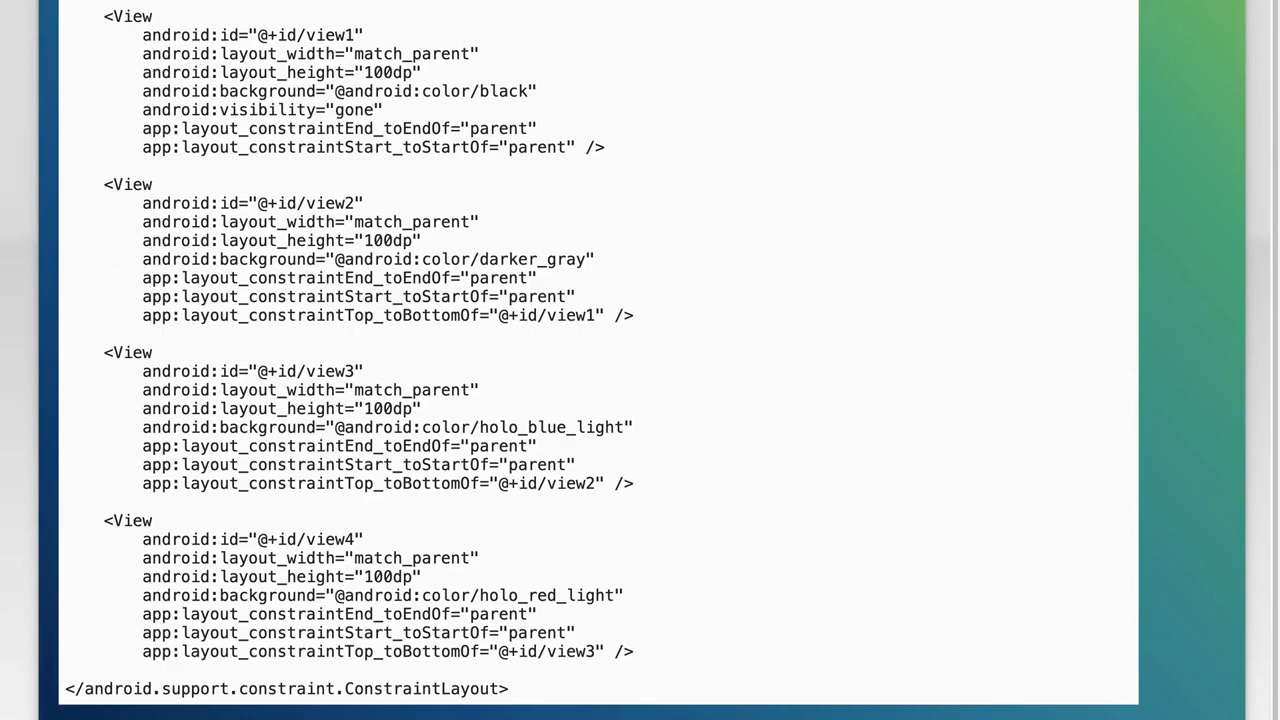 <View
android:id="@+id/view1"
android:layout_width="match_parent"
android:layout_height="100dp"
android:background="@android:color/black"
android:visibility="gone"
app:layout_constraintEnd_toEndOf="parent"
app:layout_constraintStart_toStartOf="parent" />
<View
android:id="@+id/view2"
android:layout_width="match_parent"
android:layout_height="100dp"
android:background="@android:color/darker_gray"
app:layout_constraintEnd_toEndOf="parent"
app:layout_constraintStart_toStartOf="parent"
app:layout_constraintTop_toBottomOf="@+id/view1" />
<View
android:id="@+id/view3"
android:layout_width="match_parent"
android:layout_height="100dp"
android:background="@android:color/holo_blue_light"
app:layout_constraintEnd_toEndOf="parent"
app:layout_constraintStart_toStartOf="parent"
app:layout_constraintTop_toBottomOf="@+id/view2" />
<View
android:id="@+id/view4"
android:layout_width="match_parent"
android:layout_height="100dp"
android:background="@android:color/holo_red_light"
app:layout_constraintEnd_toEndOf="parent"
app:layout_constraintStart_toStartOf="parent"
app:layout_constraintTop_toBottomOf="@+id/view3" />
</android.support.constraint.ConstraintLayout>